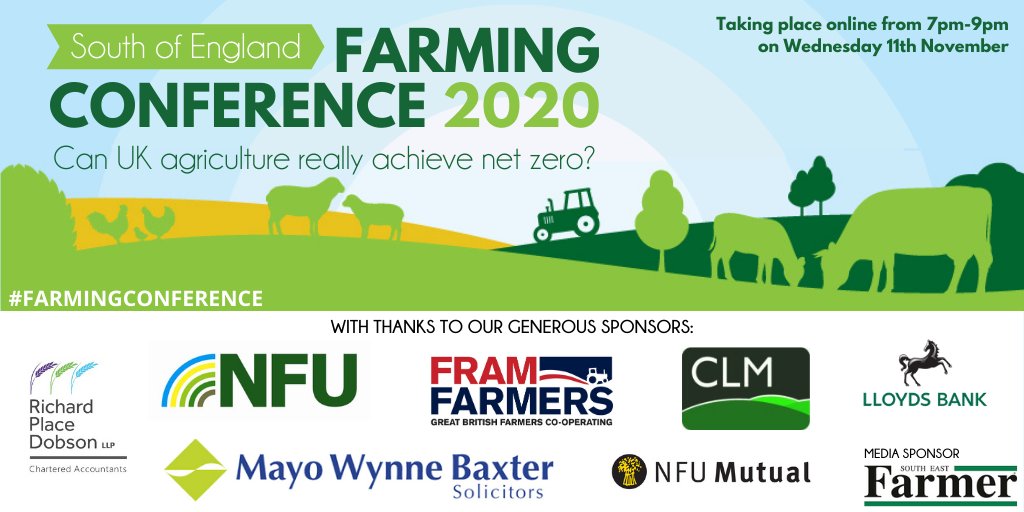 South of England
FARMING
CONFERENCE 2020
Can UK agriculture really achieve net zero?
Taking place online from 7pm-9pm
on Wednesday 11th November
#FARMINGCONFERENCE
WITH THANKS TO OUR GENEROUS SPONSORS:
Richard
Place
Dobson LLP
Chartered Accountants
NFU
FRAM
FARMERS
GREAT BRITISH FARMERS CO-OPERATING
CLM
LLOYDS BANK
Mayo Wynne Baxter
Solicitors
NFU Mutual
MEDIA SPONSOR
SOUTH EAST
Farmer